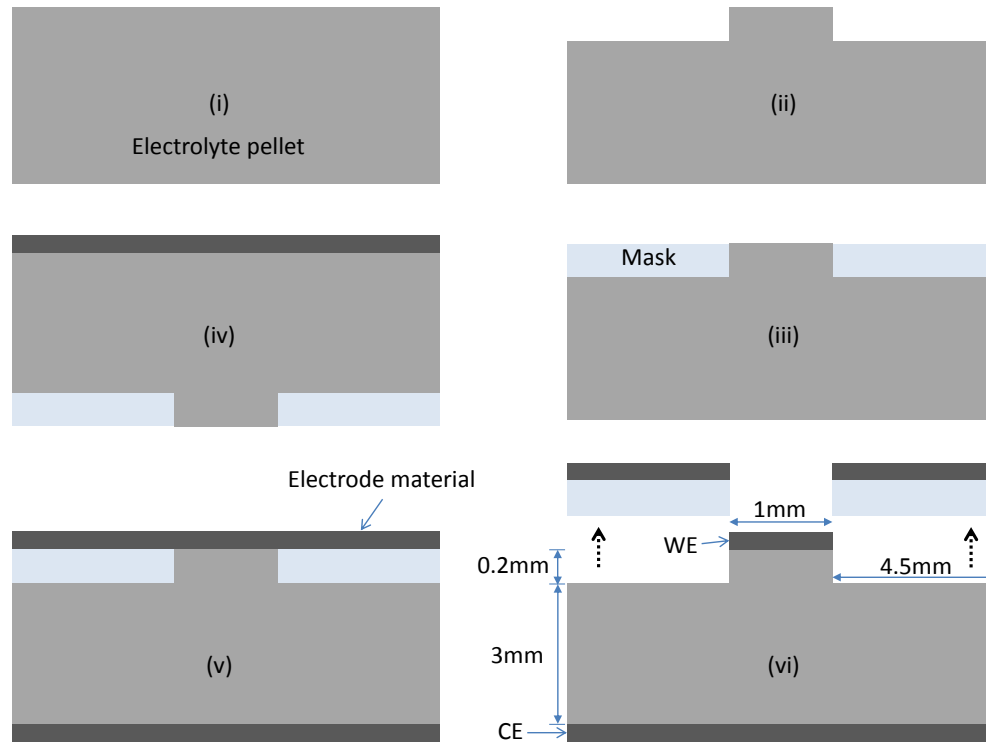 (i)
Electrolyte pellet
(ii)
(iv)
Mask
(iii)
Electrode material
(v)
1mm
WE
0.2mm
4.5mm
3mm
(vi)
CE